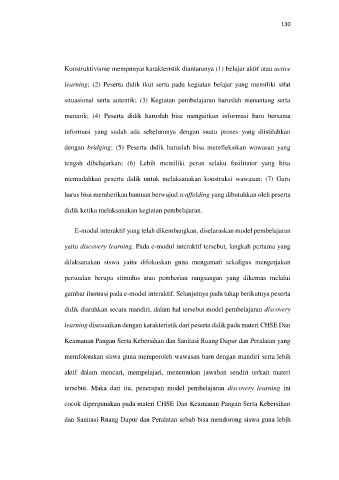 130
Konstruktivisme mempunyai karakteristik diantaranya (1) belajar aktif atau active
learning; (2) Peserta didik ikut serta pada kegiatan belajar yang memiliki sifat
situasional serta autentik; (3) Kegiatan pembelajaran haruslah menantang serta
menarik; (4) Peserta didik haruslah bisa mengaitkan informasi baru bersama
informasi yang sudah ada sebelumnya dengan suatu proses yang diistilahkan
dengan bridging; (5) Peserta didik haruslah bisa merefleksikan wawasan yang
tengah dibelajarkan; (6) Lebih memiliki peran selaku fasilitator yang bisa
memudahkan peserta didik untuk melaksanakan konstruksi wawasan; (7) Guru
harus bisa memberikan bantuan berwujud scaffolding yang dibutuhkan oleh peserta
didik ketika melaksanakan kegiatan pembelajaran.
E-modul interaktif yang telah dikembangkan, diselaraskan model pembelajaran
yaitu discovery learning. Pada e-modul interaktif tersebut, langkah pertama yang
dilaksanakan siswa yaitu difokuskan guna mengamati sekaligus mengerjakan
persoalan berupa stimulus atau pemberian rangsangan yang dikemas melalui
gambar ilustrasi pada e-modul interaktif. Selanjutnya pada tahap berikutnya peserta
didik diarahkan secara mandiri, dalam hal tersebut model pembelajaran discovery
learning disesuaikan dengan karakteristik dari peserta didik pada materi CHSE Dan
Keamanan Pangan Serta Kebersihan dan Sanitasi Ruang Dapur dan Peralatan yang
memfokuskan siswa guna memperoleh wawasan baru dengan mandiri serta lebih
aktif dalam mencari, mempelajari, menemukan jawaban sendiri terkait materi
tersebut. Maka dari itu, penerapan model pembelajaran discovery learning ini
cocok dipergunakan pada materi CHSE Dan Keamanan Pangan Serta Kebersihan
dan Sanitasi Ruang Dapur dan Peralatan sebab bisa mendorong siswa guna lebih